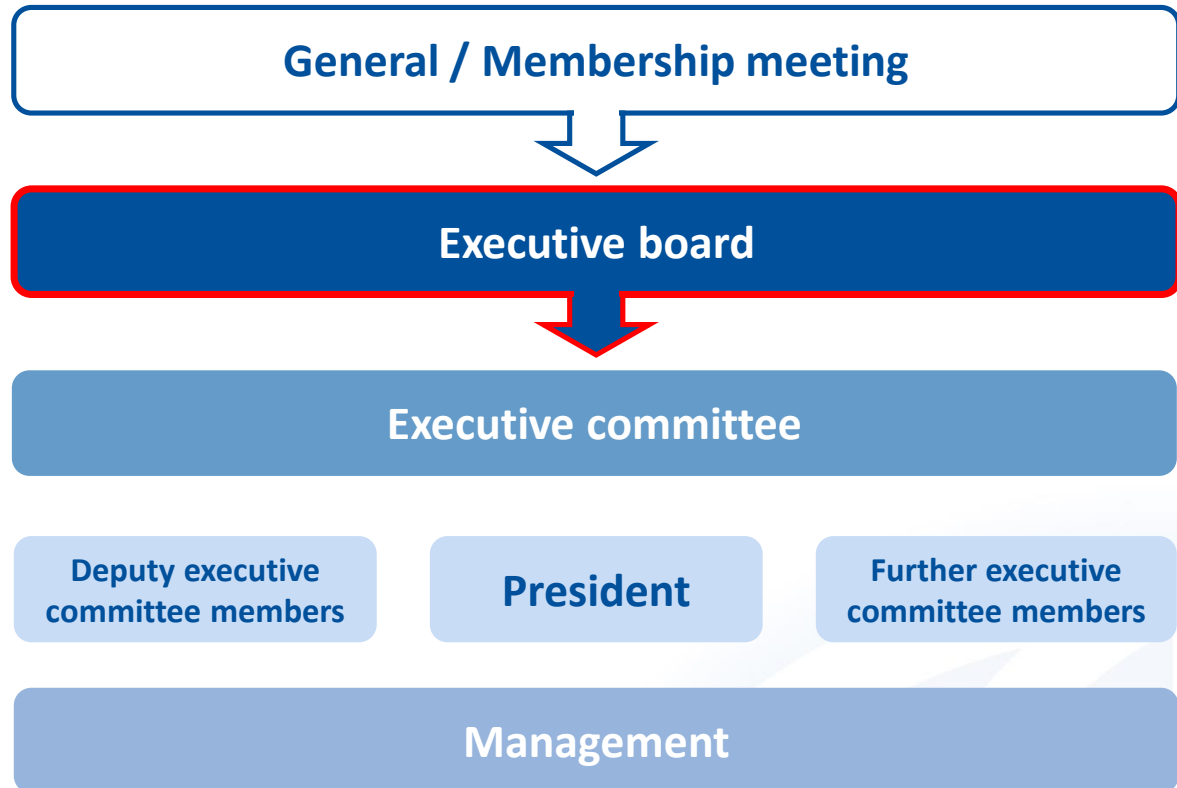 General / Membership meeting
Executive board
Executive committee
Deputy executive
committee members
President
Further executive
committee members
Management